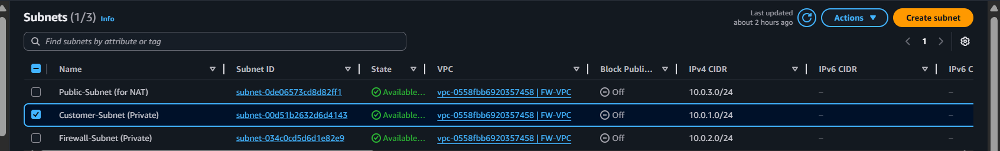 Subnets (1/3) Info
Last updated
about 2 hours ago
Actions
Create subnet
Find subnets by attribute or tag
1
Name Subnet ID State VPC Block Publi... IPv4 CIDR IPv6 CIDR IPv6 C
Public-Subnet (for NAT) subnet-0de06573cd8d82ff1 Available... vpc-0558fbb6920357458 | FW-VPC Off 10.0.3.0/24 – –
Customer-Subnet (Private) subnet-00d51b2632d6d4143 Available... vpc-0558fbb6920357458 | FW-VPC Off 10.0.1.0/24 – –
Firewall-Subnet (Private) subnet-034c0cd5d6d1e82e9 Available... vpc-0558fbb6920357458 | FW-VPC Off 10.0.2.0/24 – –